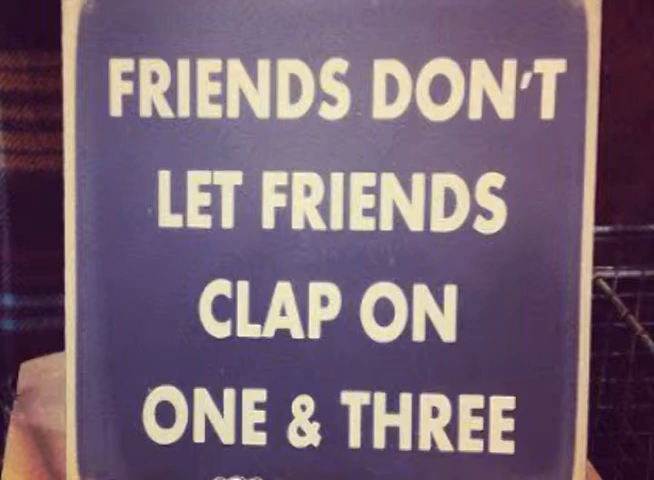 FRIENDS DON'T
LET FRIENDS
CLAP ON
ONE & THREE